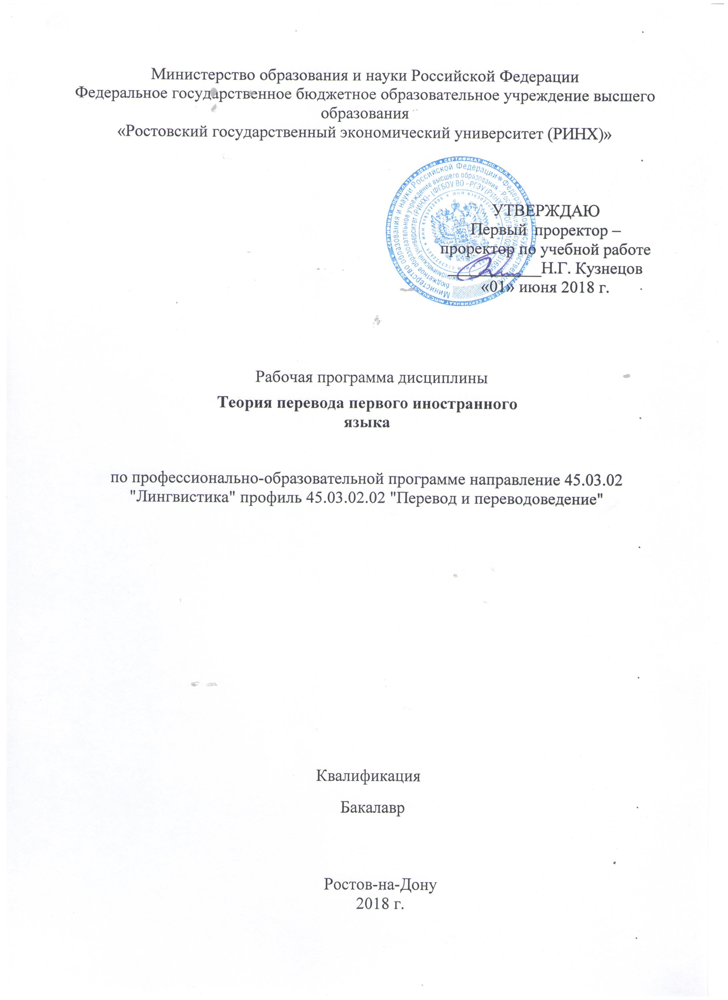 Министерство образования и науки Российской Федерации
Федеральное государственное бюджетное образовательное учреждение высшего
образования
«Ростовский государственный экономический университет (РИНХ)»
УТВЕРЖДАЮ
Первый проректор –
проректор по учебной работе
Н.Г. Кузнецов
«01» июня 2018 г.
Рабочая программа дисциплины
Теория перевода первого иностранного
языка
по профессионально-образовательной программе направление 45.03.02
"Лингвистика" профиль 45.03.02.02 "Перевод и переводоведение"
Квалификация
Бакалавр
Ростов-на-Дону
2018 г.